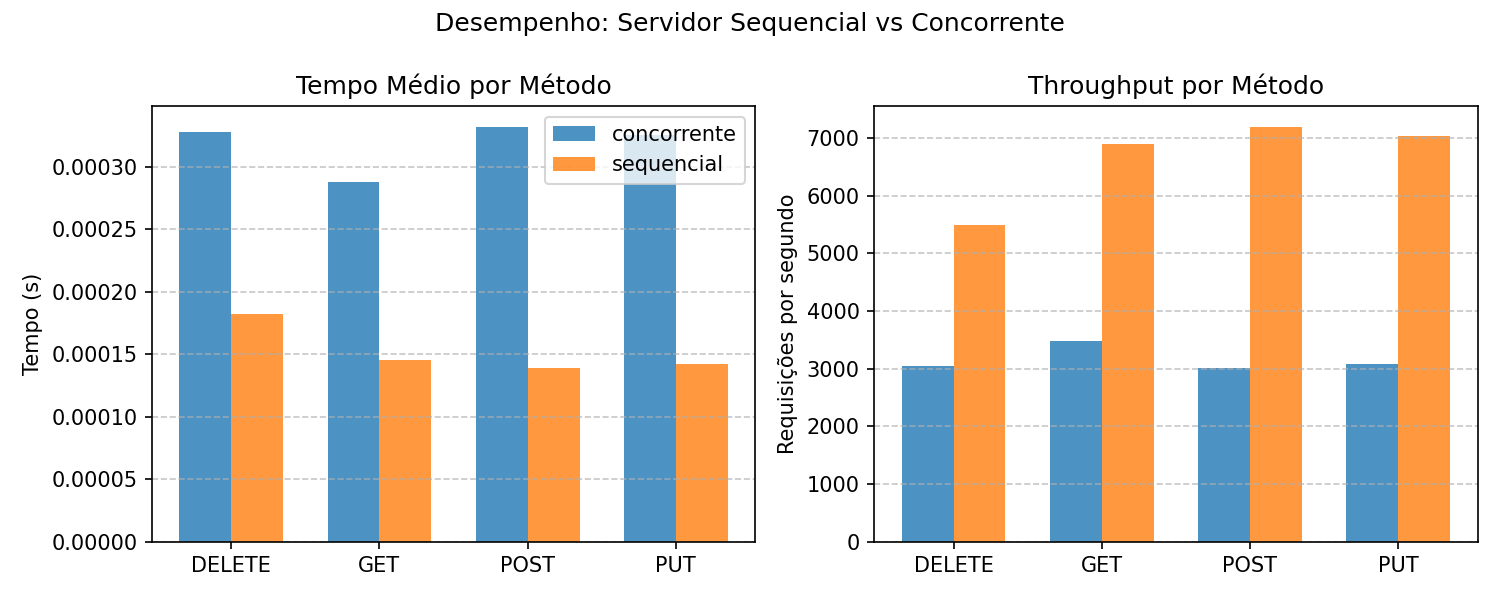 Desempenho: Servidor Sequencial vs Concorrente
Tempo Médio por Método
concorrente
sequencial
Tempo (s)
0.00030
0.00025
0.00020
0.00015
0.00010
0.00005
0.00000
DELETE GET POST PUT
Throughput por Método
Requisições por segundo
7000
6000
5000
4000
3000
2000
1000
0
DELETE GET POST PUT